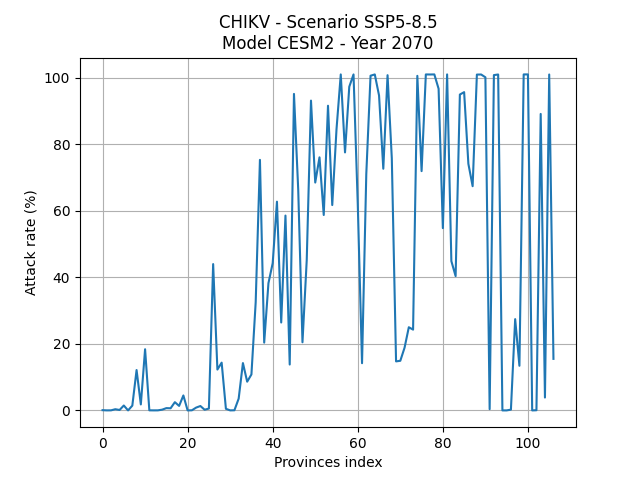 CHIKV - Scenario SSP5-8.5
Model CESM2 - Year 2070
100
80
60
40
20
0
Attack rate (%)
0 20 40 60 80 100
Provinces index